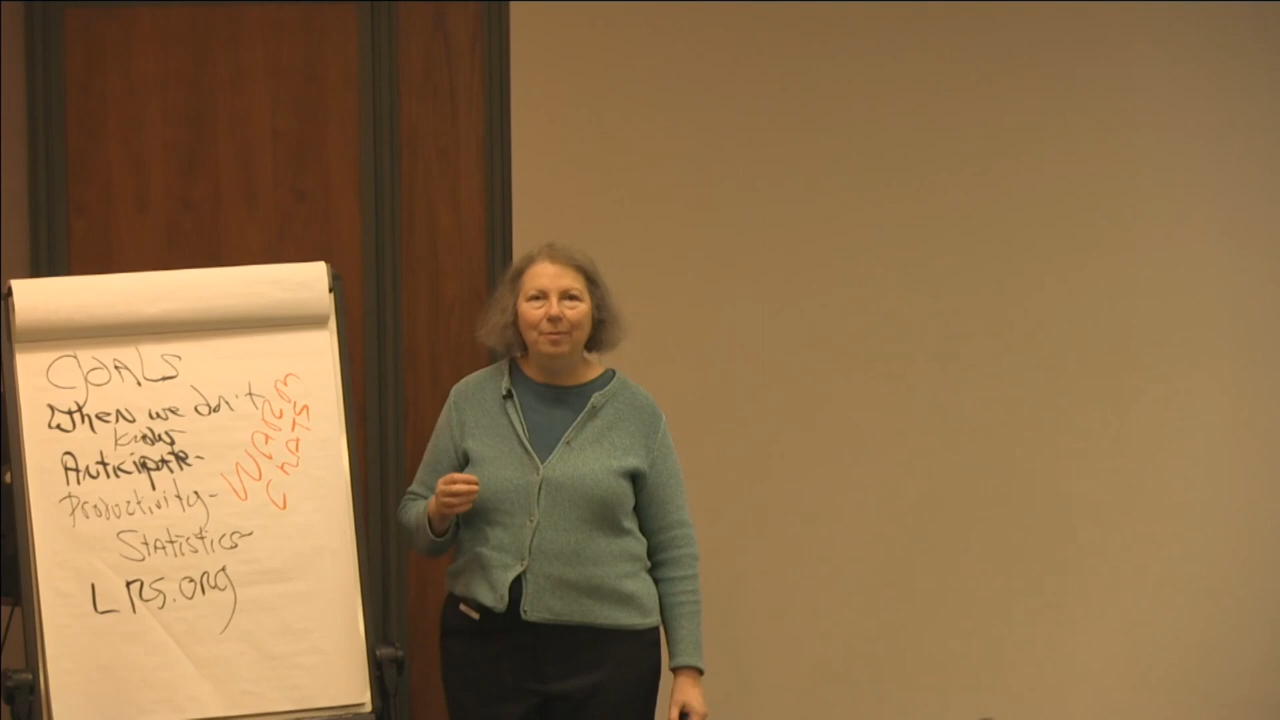 GOALS
When we don't
know
Anticipate-
Productivity-
Statistics
LRS.ORG
WARM
CHATS